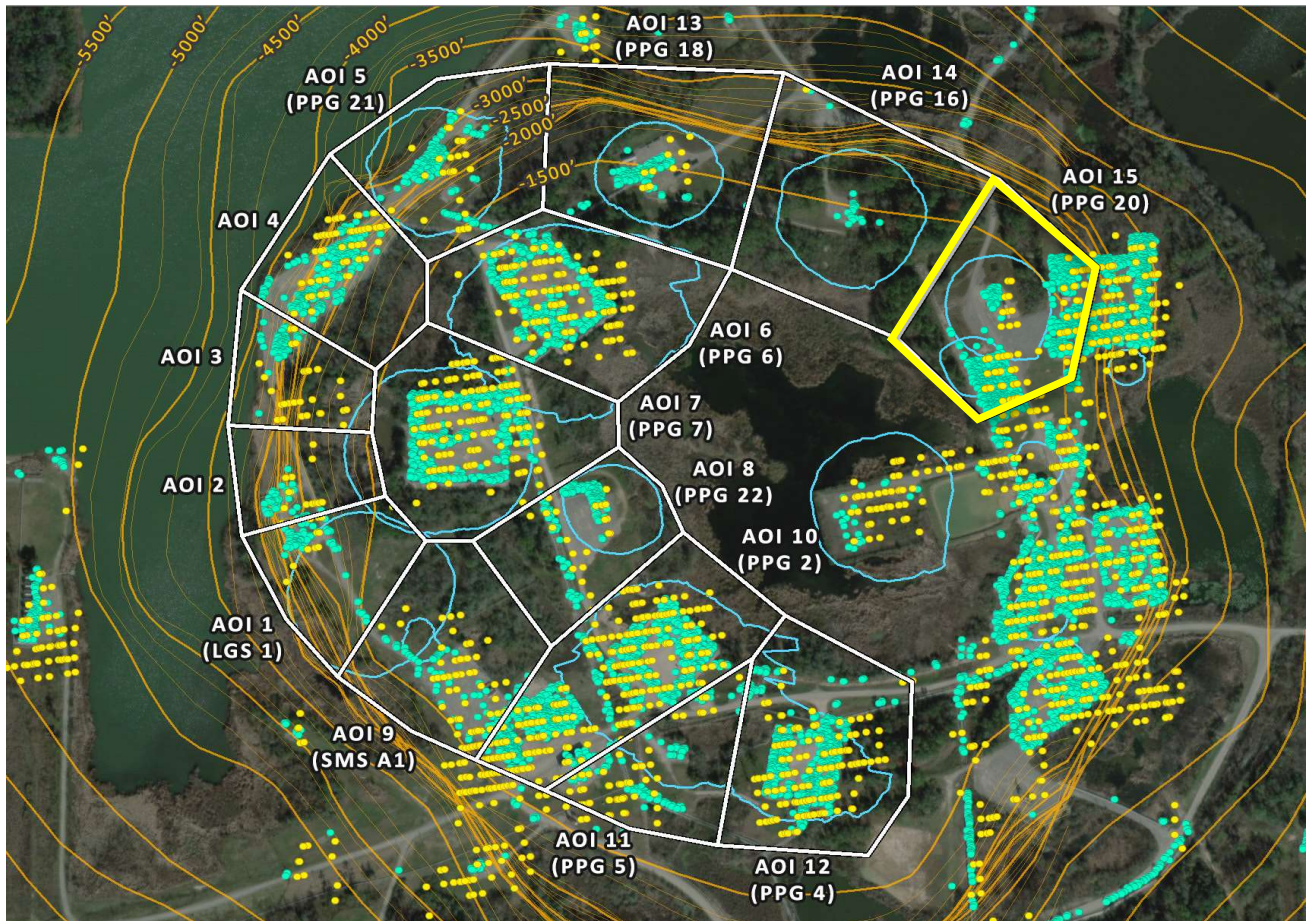 -5500'
-5000'
-4500'
-4000'
-3500'
-3000'
-2500'
-2000'
-1500'
AOI 13
(PPG 18)
AOI 5
(PPG 21)
AOI 14
(PPG 16)
AOI 15
(PPG 20)
AOI 4
AOI 3
AOI 6
(PPG 6)
AOI 7
(PPG 7)
AOI 2
AOI 8
(PPG 22)
AOI 10
(PPG 2)
AOI 1
(LGS 1)
AOI 9
(SMS A1)
AOI 11
(PPG 5)
AOI 12
(PPG 4)